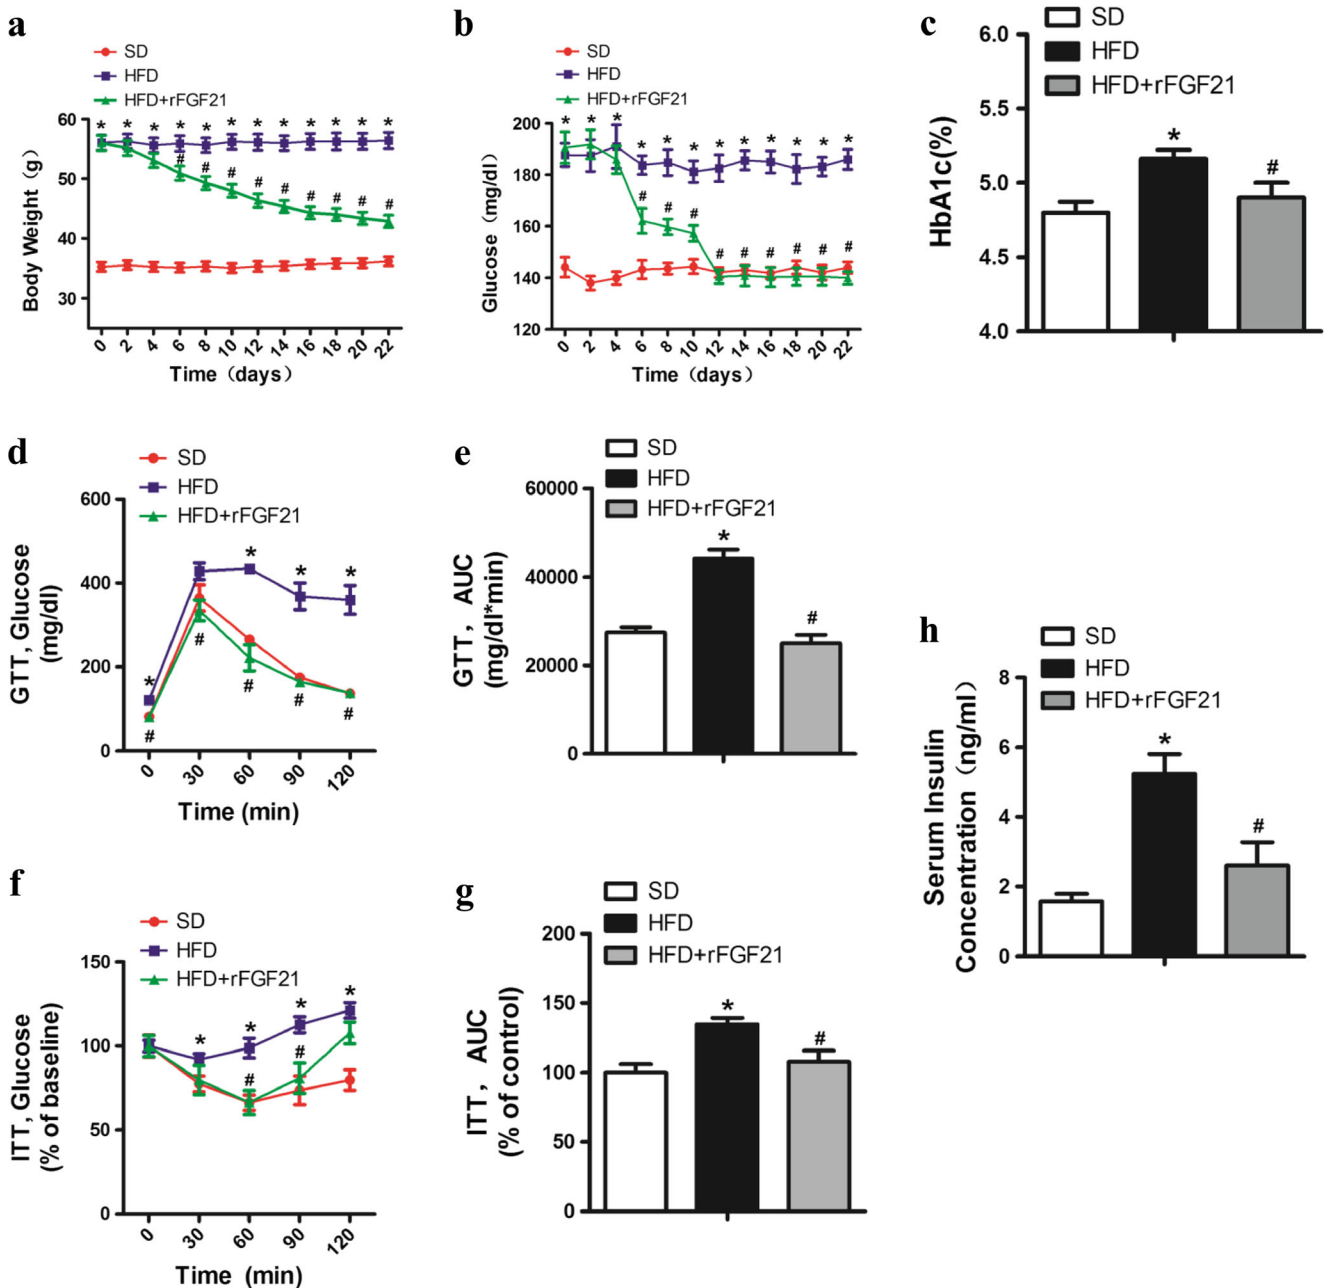 a
SD
HFD
HFD+rFGF21
* * * * * * * * * * * *
# # # # # # # # #
60
50
40
30
Body Weight (g)
0 2 4 6 8 10 12 14 16 18 20 22
Time (days)
b
SD
HFD
HFD+rFGF21
* * * * * * * * * * * *
# # # # # # # # #
200
180
160
140
120
Glucose (mg/dl)
0 2 4 6 8 10 12 14 16 18 20 22
Time (days)
c
SD
HFD
HFD+rFGF21
6.0
5.5
5.0
4.5
4.0
HbA1c(%)
*
#
d
SD
HFD
HFD+rFGF21
600
400
200
0
GTT, Glucose
(mg/dl)
* * * *
# # # # #
0 30 60 90 120
Time (min)
e
SD
HFD
HFD+rFGF21
60000
40000
20000
0
GTT, AUC
(mg/dl*min)
*
#
h
SD
HFD
HFD+rFGF21
8
6
4
2
0
Serum Insulin
Concentration (ng/ml)
*
#
f
SD
HFD
HFD+rFGF21
150
100
50
0
ITT, Glucose
(% of baseline)
* * * *
# #
0 30 60 90 120
Time (min)
g
SD
HFD
HFD+rFGF21
200
150
100
50
0
ITT, AUC
(% of control)
*
#